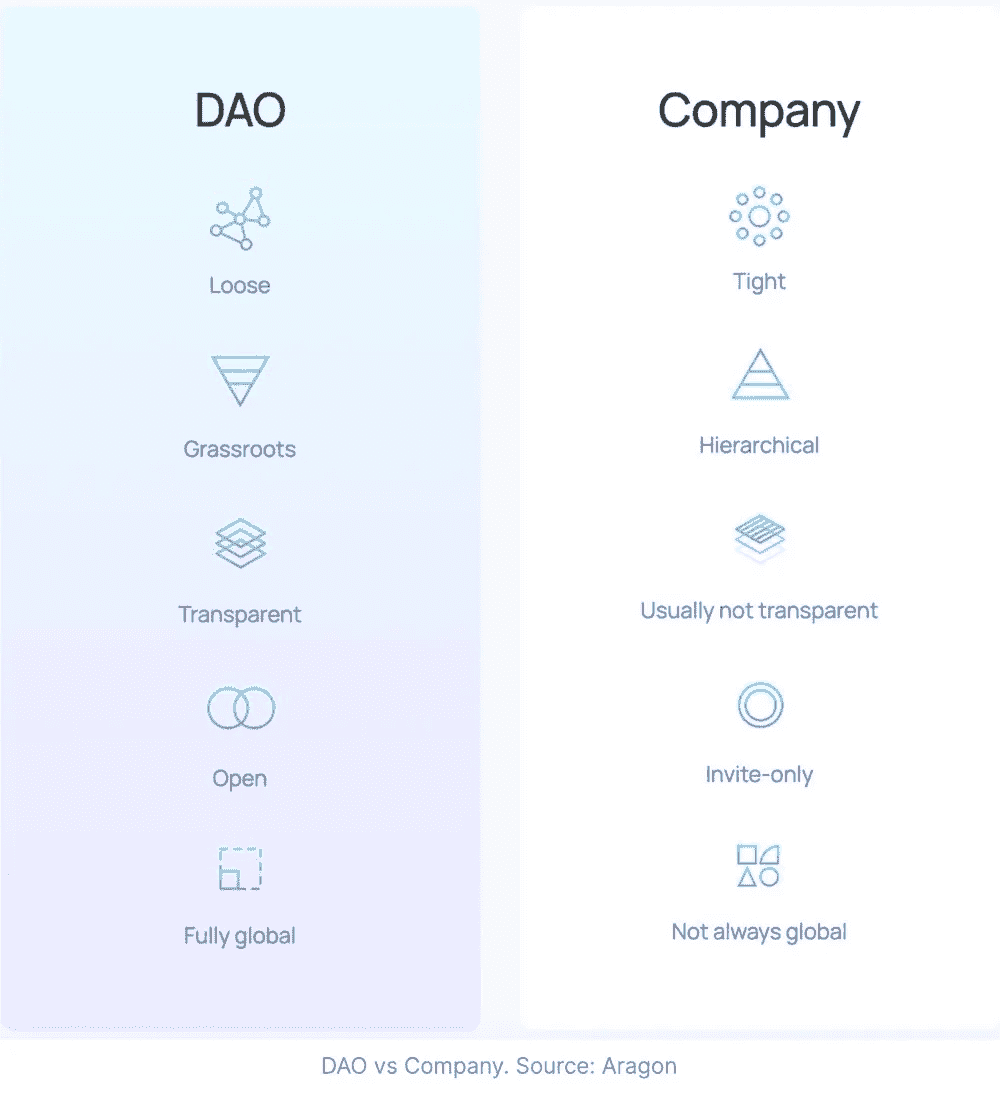 DAO
Loose
Grassroots
Transparent
Open
Fully global
Company
Tight
Hierarchical
Usually not transparent
Invite-only
Not always global
DAO vs Company. Source: Aragon